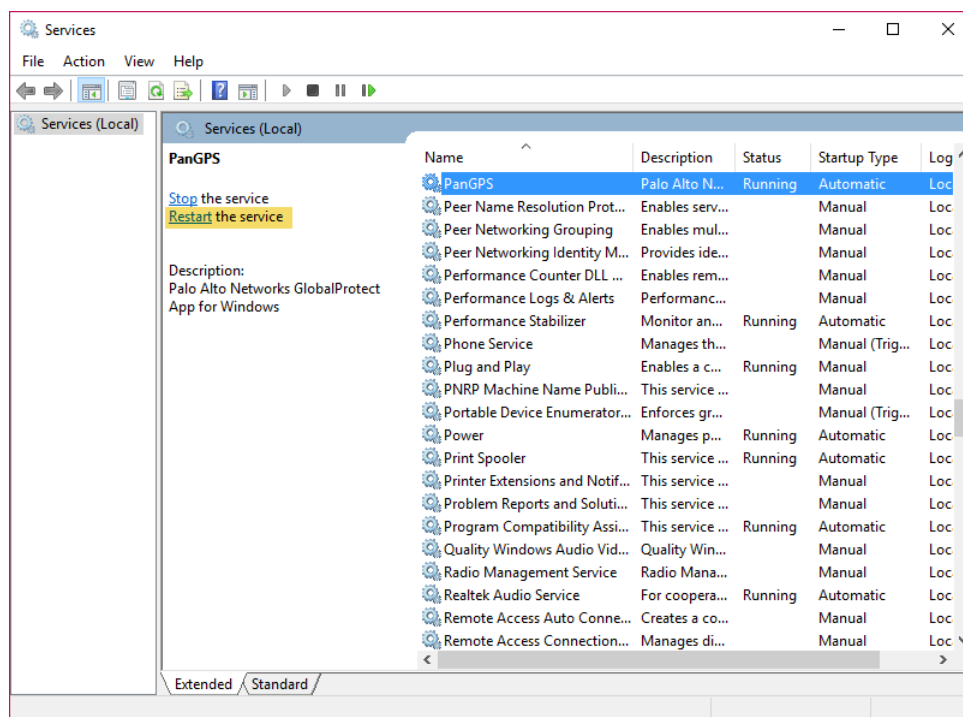 Services
File Action View Help
Services (Local)
Services (Local)
PanGPS
Stop the service
Restart the service
Description:
Palo Alto Networks GlobalProtect
App for Windows
Name Description Status Startup Type Log
PanGPS Palo Alto N... Running Automatic Loc
Peer Name Resolution Prot... Enables serv... Manual Loc
Peer Networking Grouping Enables mul... Manual Loc
Peer Networking Identity M... Provides ide... Manual Loc
Performance Counter DLL ... Enables rem... Manual Loc
Performance Logs & Alerts Performanc... Manual Loc
Performance Stabilizer Monitor an... Running Automatic Loc
Phone Service Manages th... Manual (Trig... Loc
Plug and Play Enables a c... Running Manual Loc
PNRP Machine Name Publi... This service ... Manual Loc
Portable Device Enumerator... Enforces gr... Manual (Trig... Loc
Power Manages p... Running Automatic Loc
Print Spooler This service ... Running Automatic Loc
Printer Extensions and Notif... This service ... Manual Loc
Problem Reports and Soluti... This service ... Manual Loc
Program Compatibility Assi... This service ... Running Automatic Loc
Quality Windows Audio Vid... Quality Win... Manual Loc
Radio Management Service Radio Mana... Manual Loc
Realtek Audio Service For coopera... Running Automatic Loc
Remote Access Auto Conne... Creates a co... Manual Loc
Remote Access Connection... Manages di... Manual Loc
Extended Standard